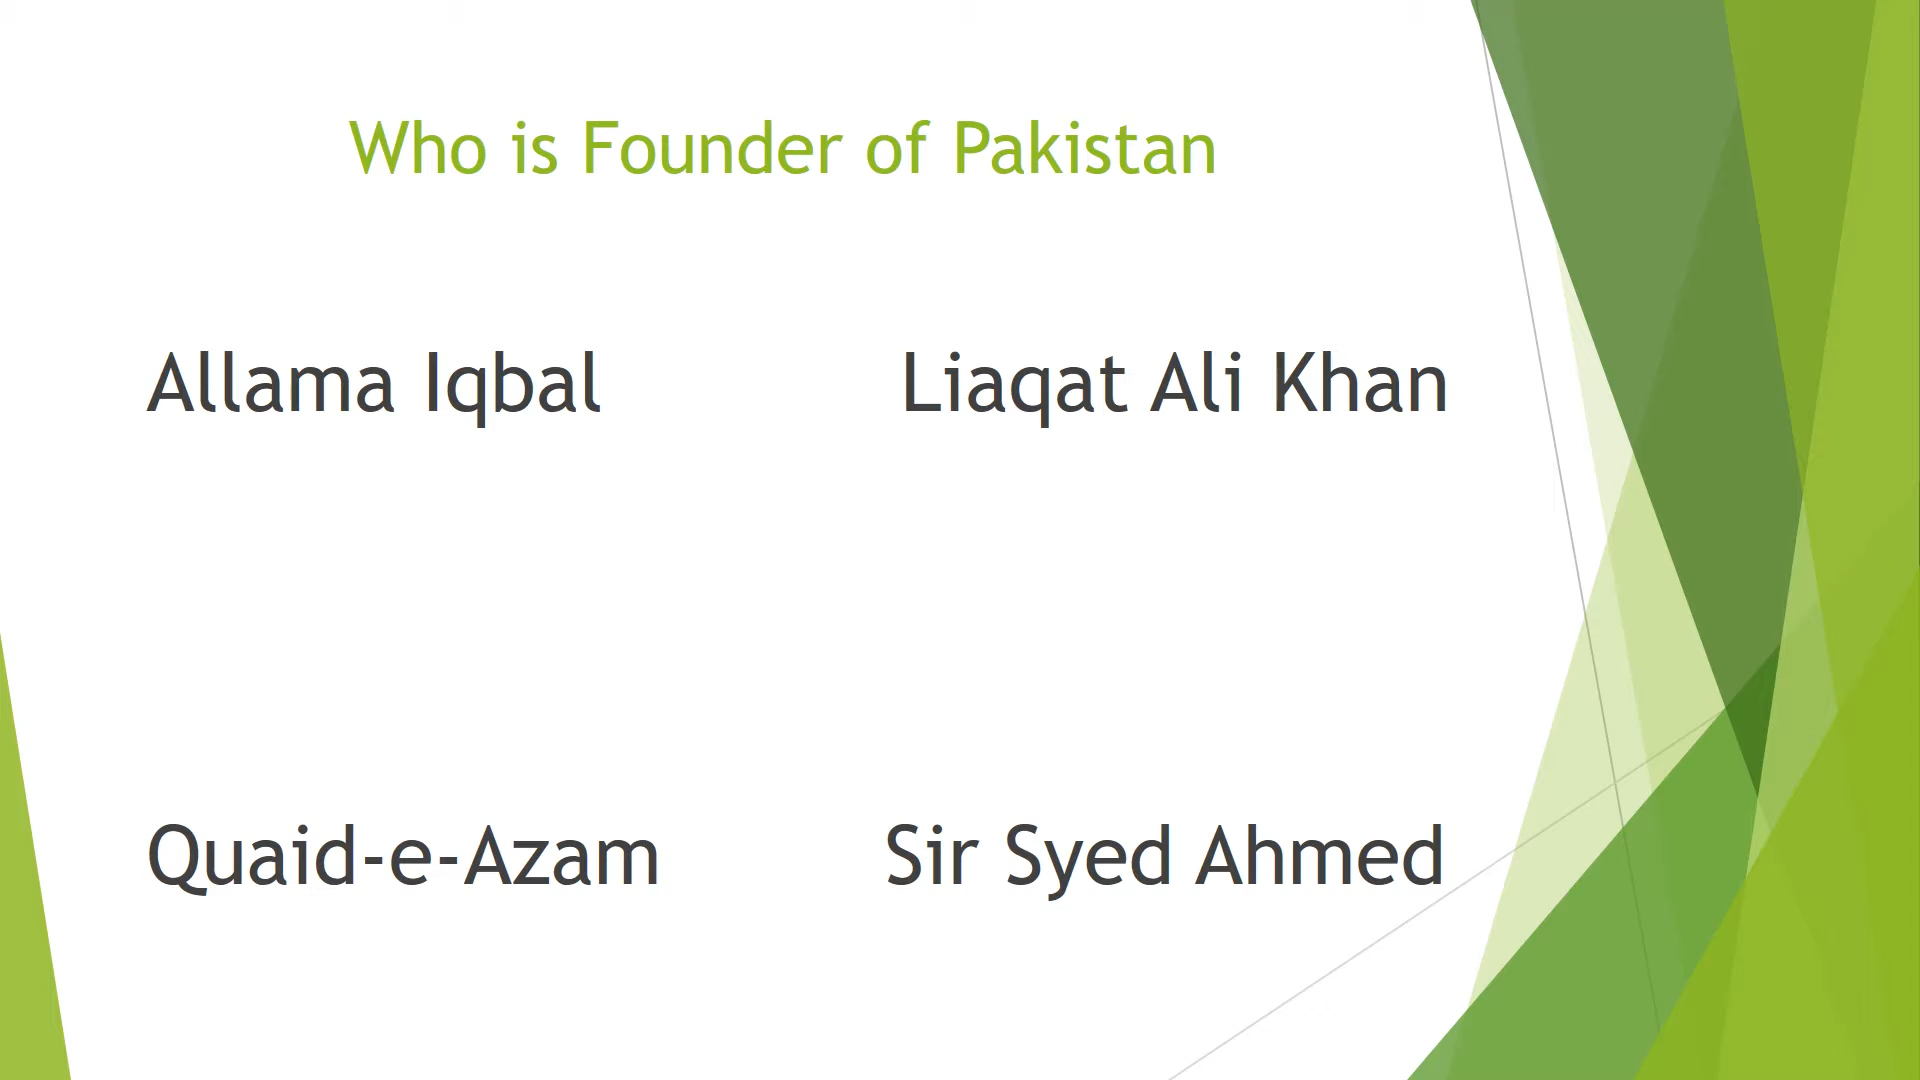 Who is Founder of Pakistan
Allama Iqbal
Liaqat Ali Khan
Quaid-e-Azam
Sir Syed Ahmed